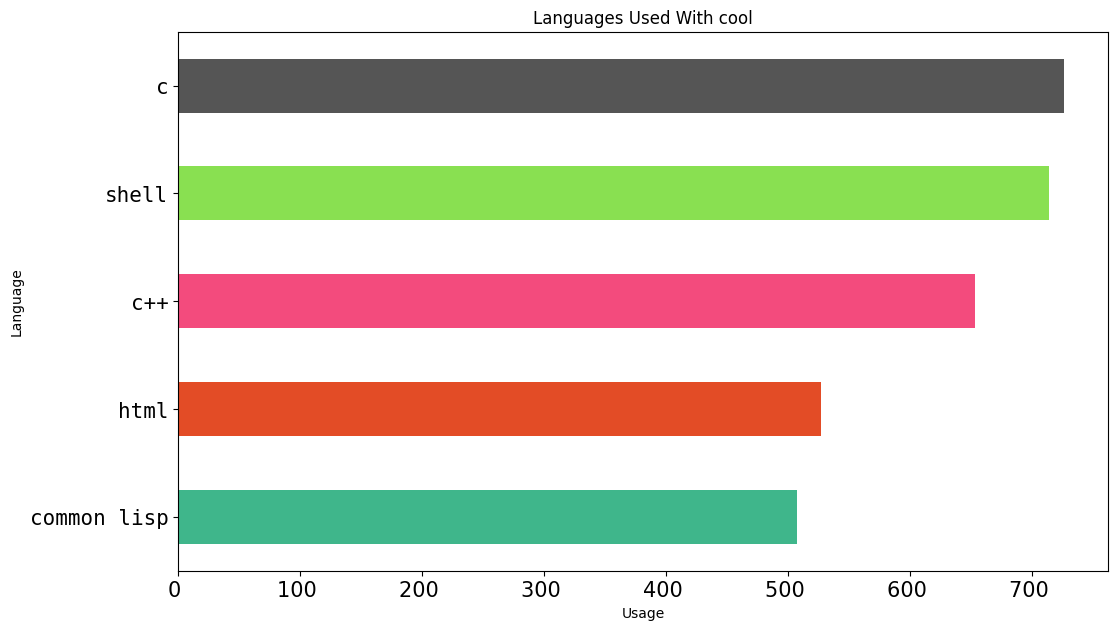 Languages Used With cool
c
shell
c++
html
common lisp
Language
0 100 200 300 400 500 600 700
Usage